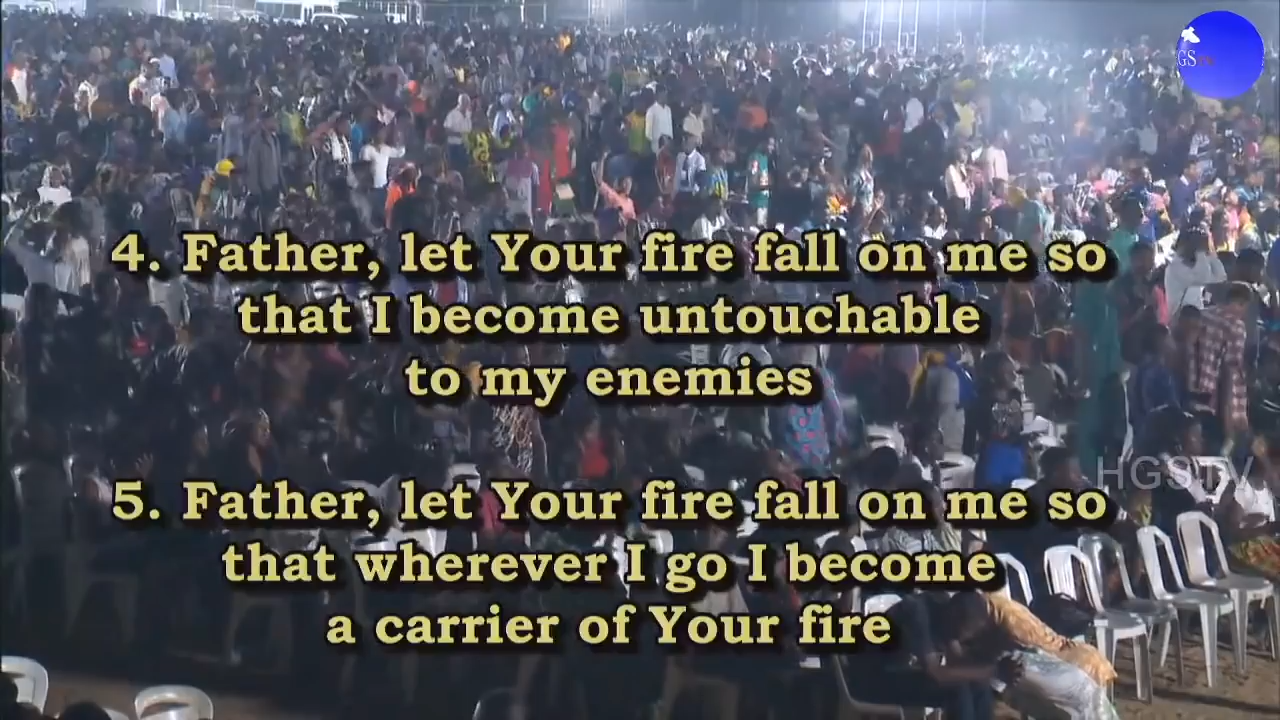 GS
4. Father, let Your fire fall on me so
that I become untouchable
to my enemies
5. Father, let Your fire fall on me so
that wherever I go I become
a carrier of Your fire
HGSTV